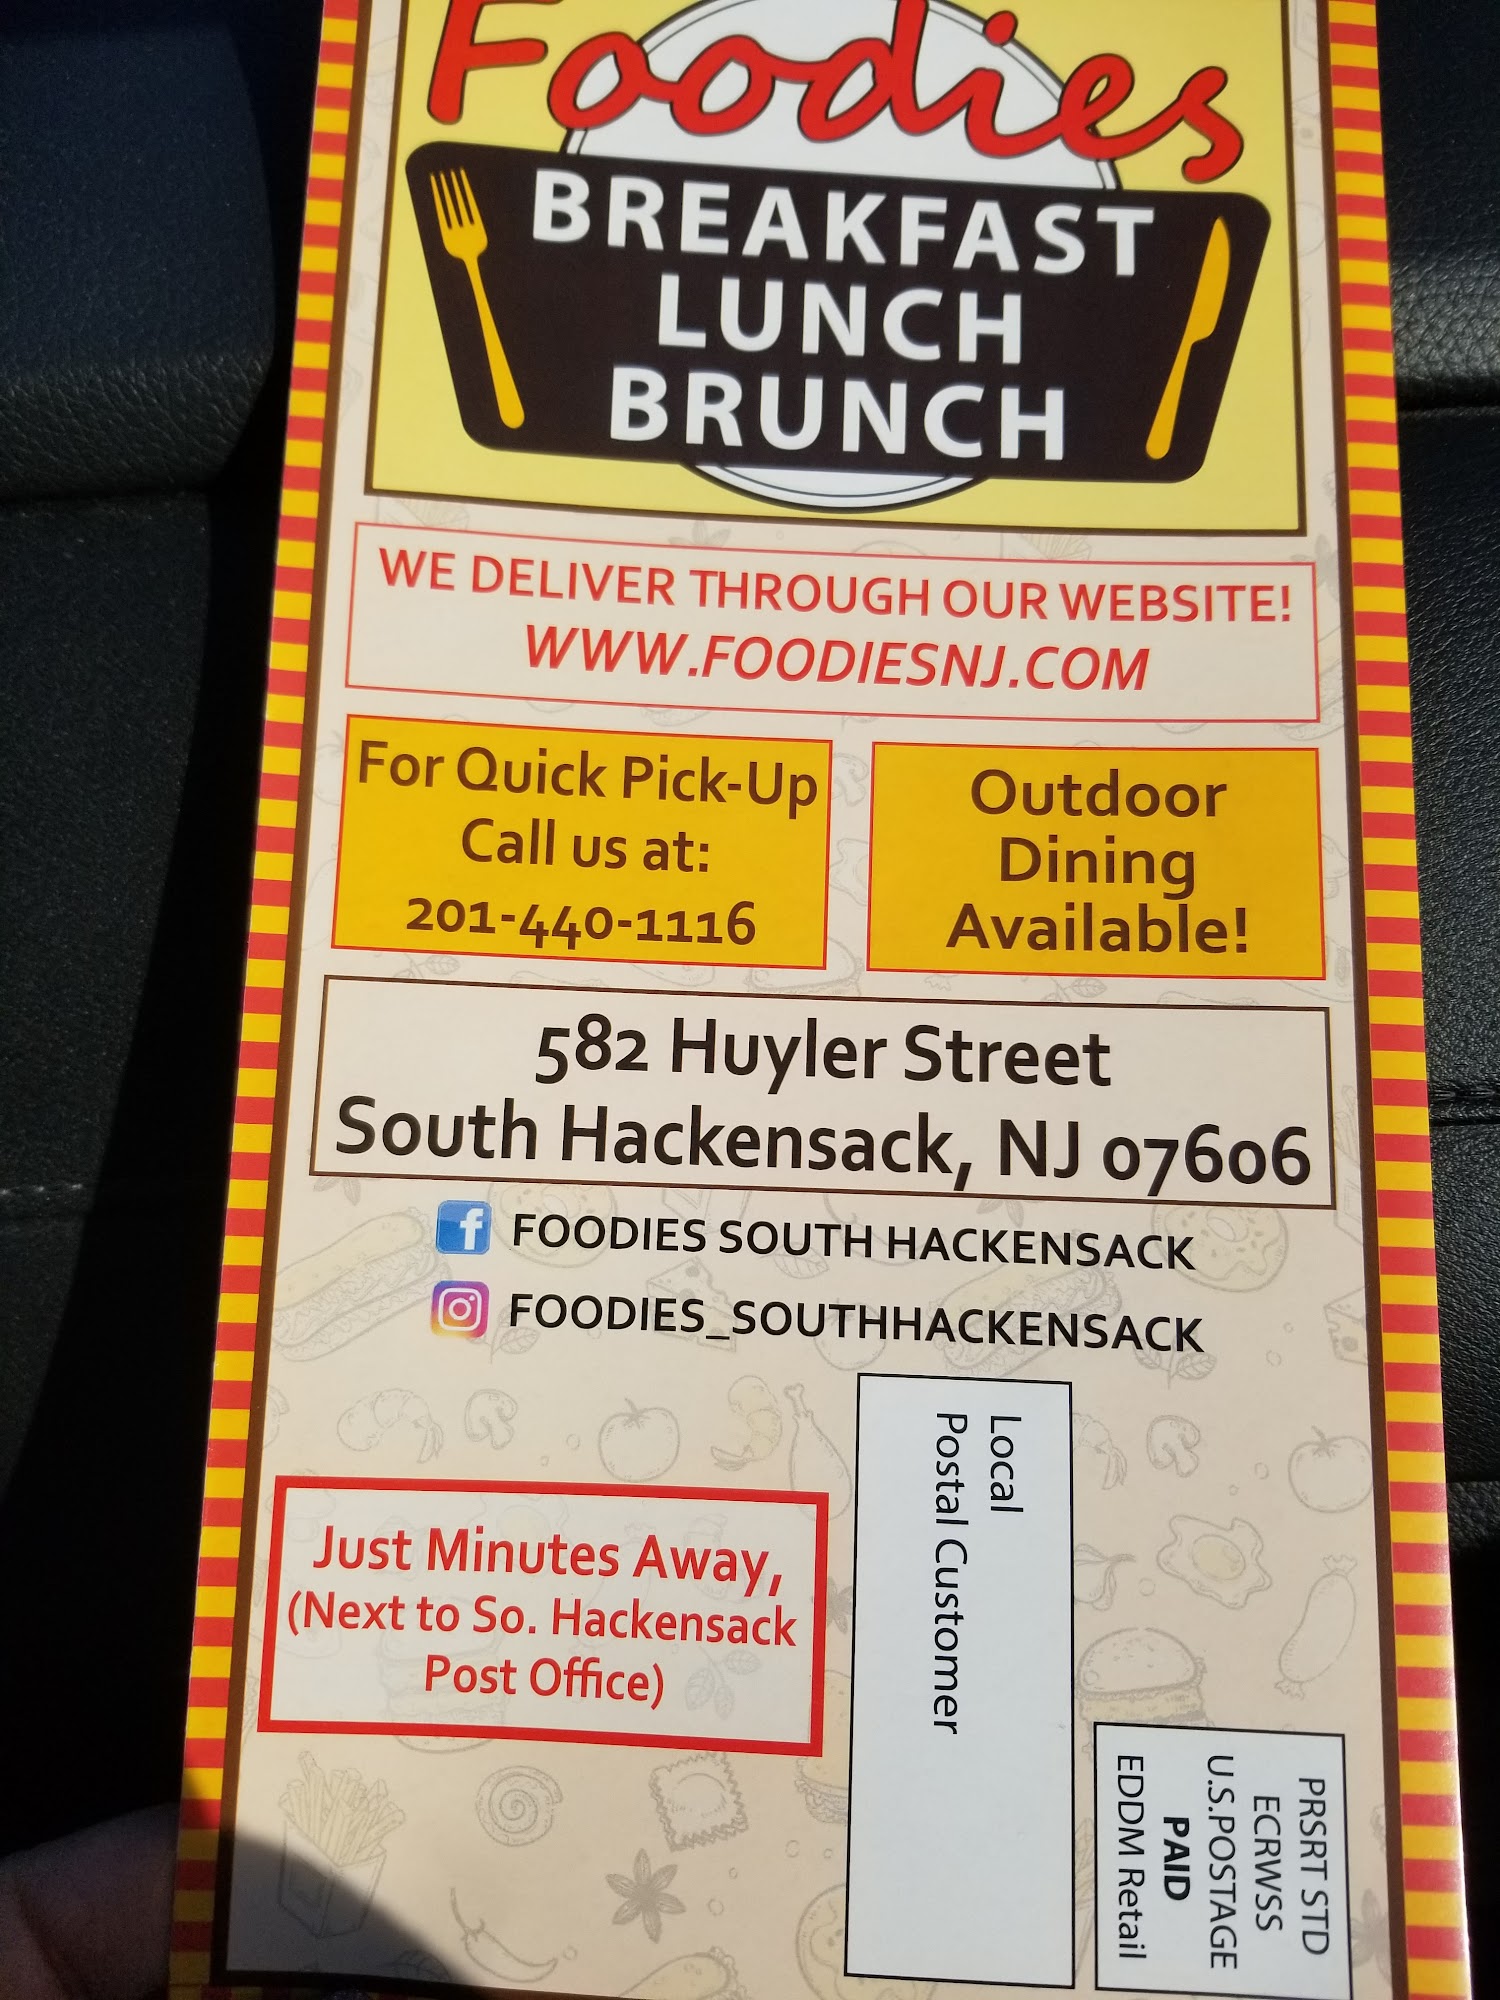 Foodies
BREAKFAST
LUNCH
BRUNCH
WE DELIVER THROUGH OUR WEBSITE!
WWW.FOODIESNJ.COM
For Quick Pick-Up
Call us at:
201-440-1116
Outdoor
Dining
Available!
582 Huyler Street
South Hackensack, NJ 07606
f FOODIES SOUTH HACKENSACK
FOODIES_SOUTHHACKENSACK
Just Minutes Away,
(Next to So. Hackensack
Post Office)
Local
Postal Customer
PRSRT STD
ECRWSS
U.S.POSTAGE
PAID
EDDM Retail